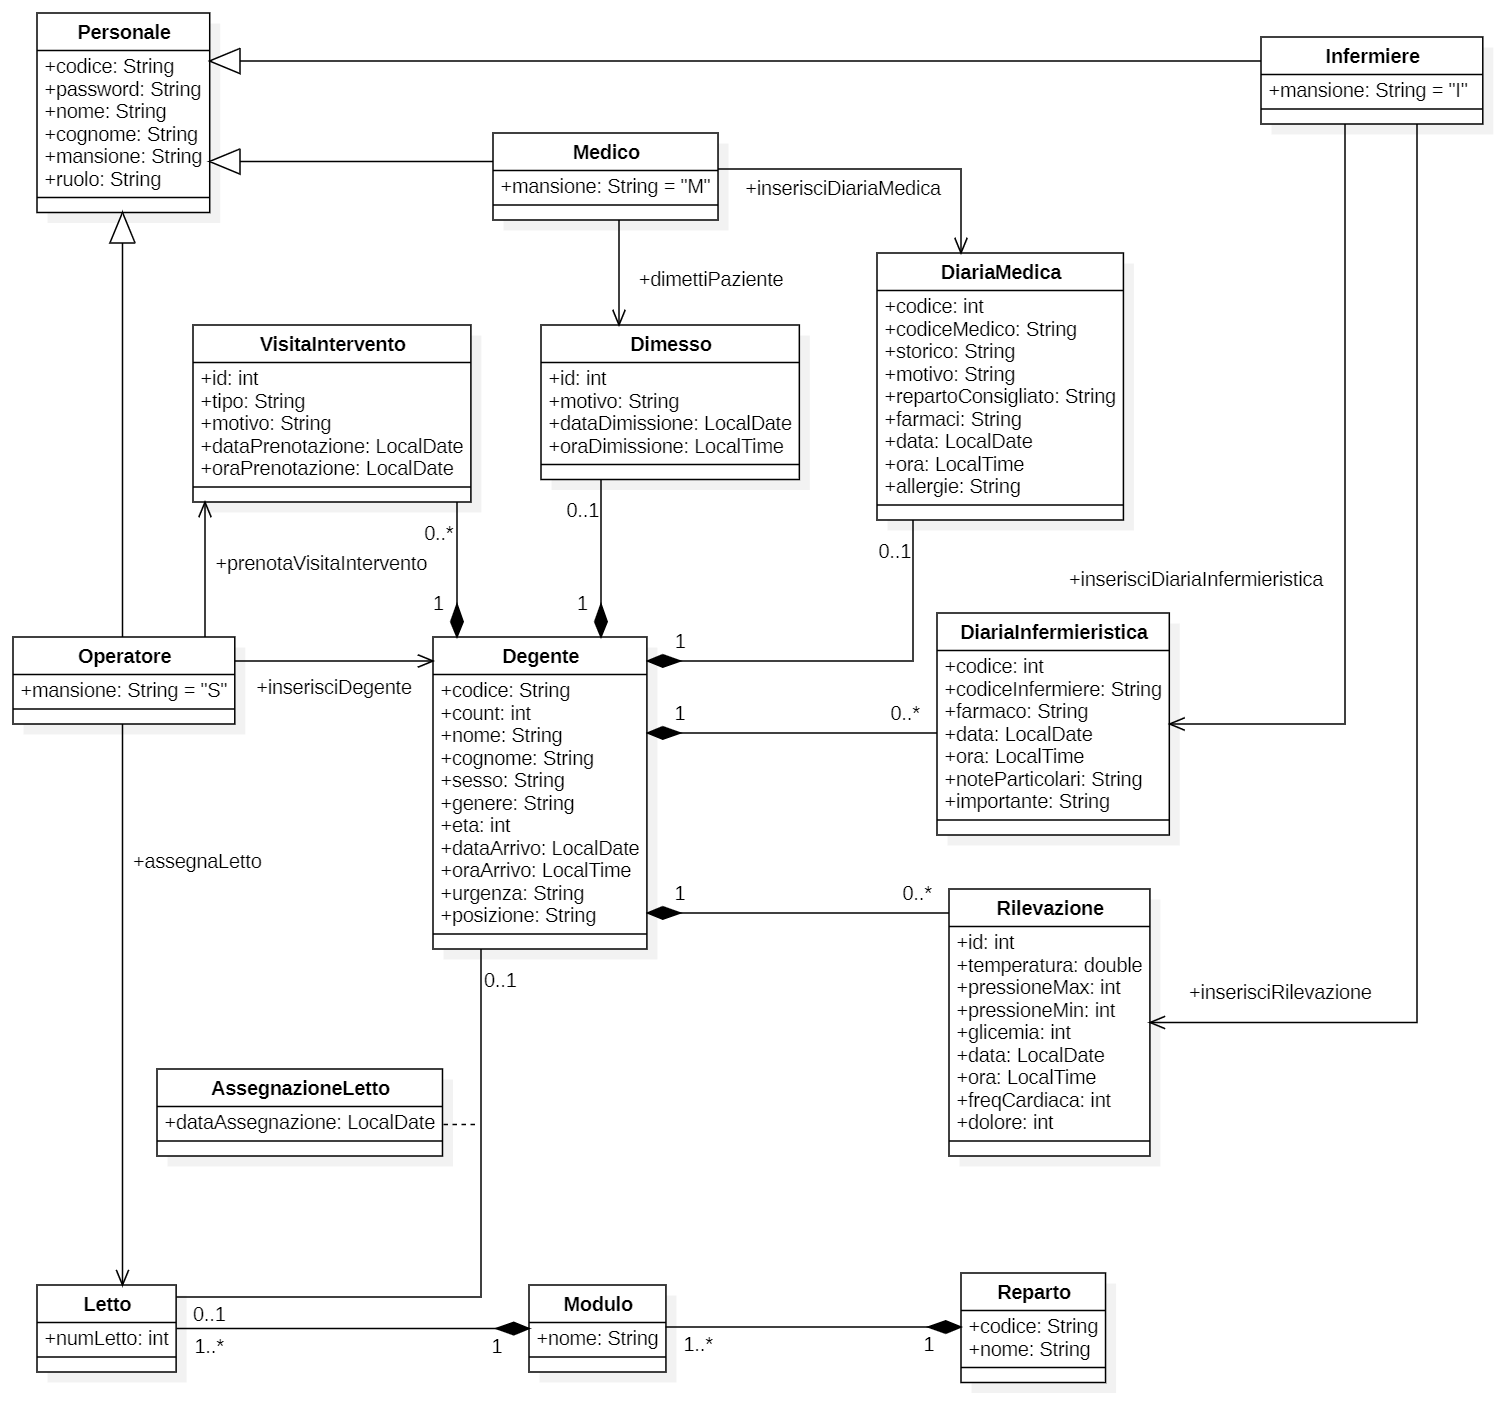 Personale
+codice: String
+password: String
+nome: String
+cognome: String
+mansione: String
+ruolo: String
Infermiere
+mansione: String = "I"
Medico
+mansione: String = "M"
+inserisciDiariaMedica
+dimettiPaziente
DiariaMedica
+codice: int
+codiceMedico: String
+storico: String
+motivo: String
+repartoConsigliato: String
+farmaci: String
+data: LocalDate
+ora: LocalTime
+allergie: String
VisitaIntervento
+id: int
+tipo: String
+motivo: String
+dataPrenotazione: LocalDate
+oraPrenotazione: LocalDate
Dimesso
+id: int
+motivo: String
+dataDimissione: LocalDate
+oraDimissione: LocalTime
0..*
0..1
0..1
+prenotaVisitaIntervento
+inserisciDiariaInfermieristica
1
1
1
Operatore
+mansione: String = "S"
+inserisciDegente
Degente
+codice: String
+count: int
+nome: String
+cognome: String
+sesso: String
+genere: String
+eta: int
+dataArrivo: LocalDate
+oraArrivo: LocalTime
+urgenza: String
+posizione: String
1
0..*
DiariaInfermieristica
+codice: int
+codiceInfermiere: String
+farmaco: String
+data: LocalDate
+ora: LocalTime
+noteParticolari: String
+importante: String
+assegnaLetto
1
0..*
Rilevazione
+id: int
+temperatura: double
+pressioneMax: int
+pressioneMin: int
+glicemia: int
+data: LocalDate
+ora: LocalTime
+freqCardiaca: int
+dolore: int
+inserisciRilevazione
0..1
AssegnazioneLetto
+dataAssegnazione: LocalDate
Letto
+numLetto: int
0..1
1..*
1
Modulo
+nome: String
1..*
1
Reparto
+codice: String
+nome: String